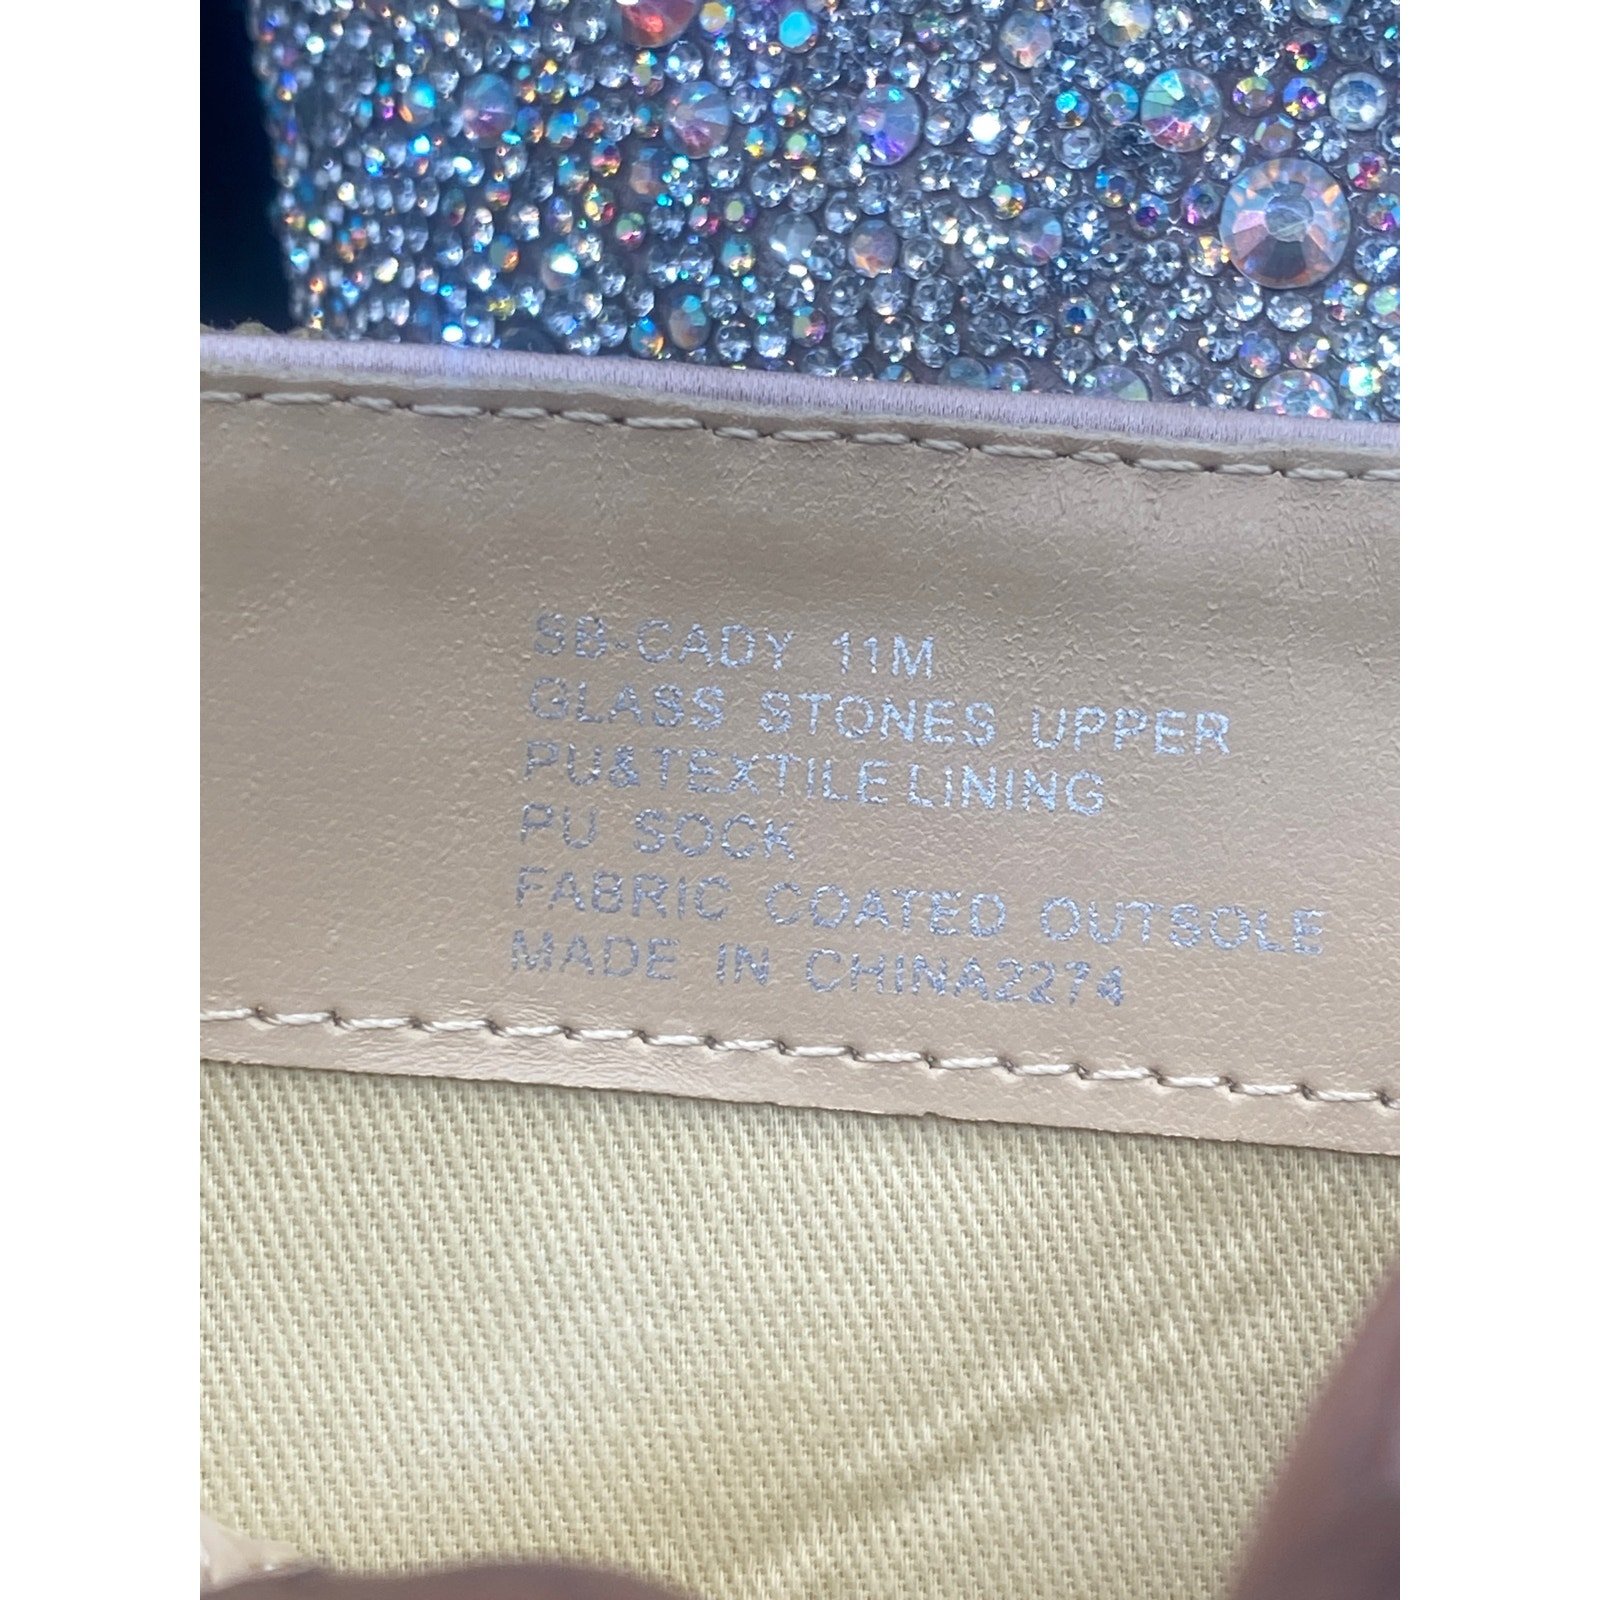 SB-CADY 11M
GLASS STONES UPPER
PU&TEXTILE LINING
PU SOCK
FABRIC COATED OUTSOLE
MADE IN CHINA2274